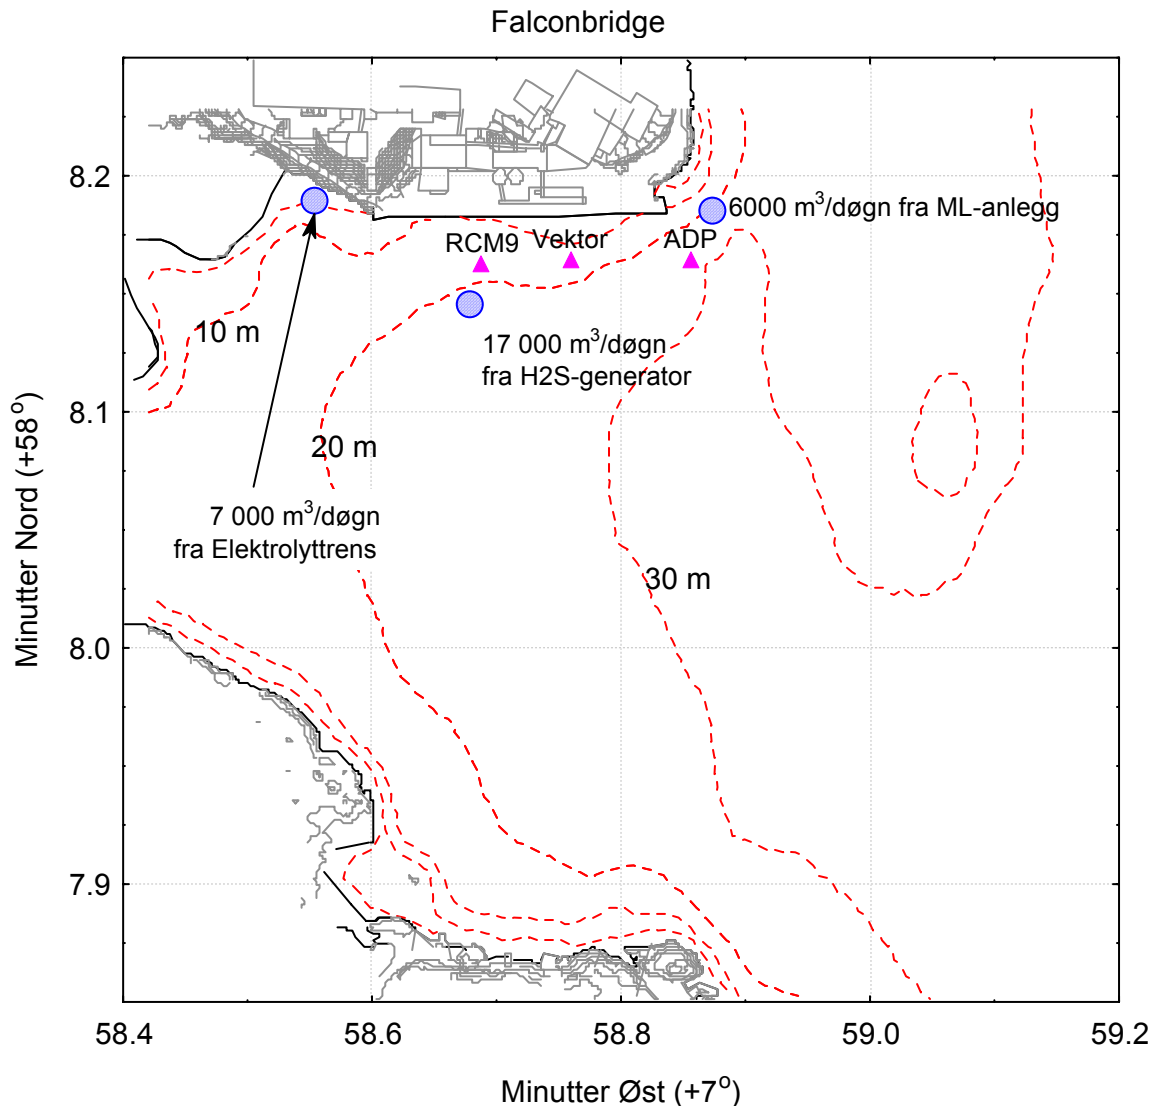 Falconbridge
8.2
6000 m³/døgn fra ML-anlegg
RCM9
Vektor
ADP
10 m
17 000 m³/døgn
fra H2S-generator
8.1
20 m
7 000 m³/døgn
fra Elektrolyttrens
30 m
8.0
7.9
Minutter Nord (+58°)
58.4
58.6
58.8
59.0
59.2
Minutter Øst (+7°)